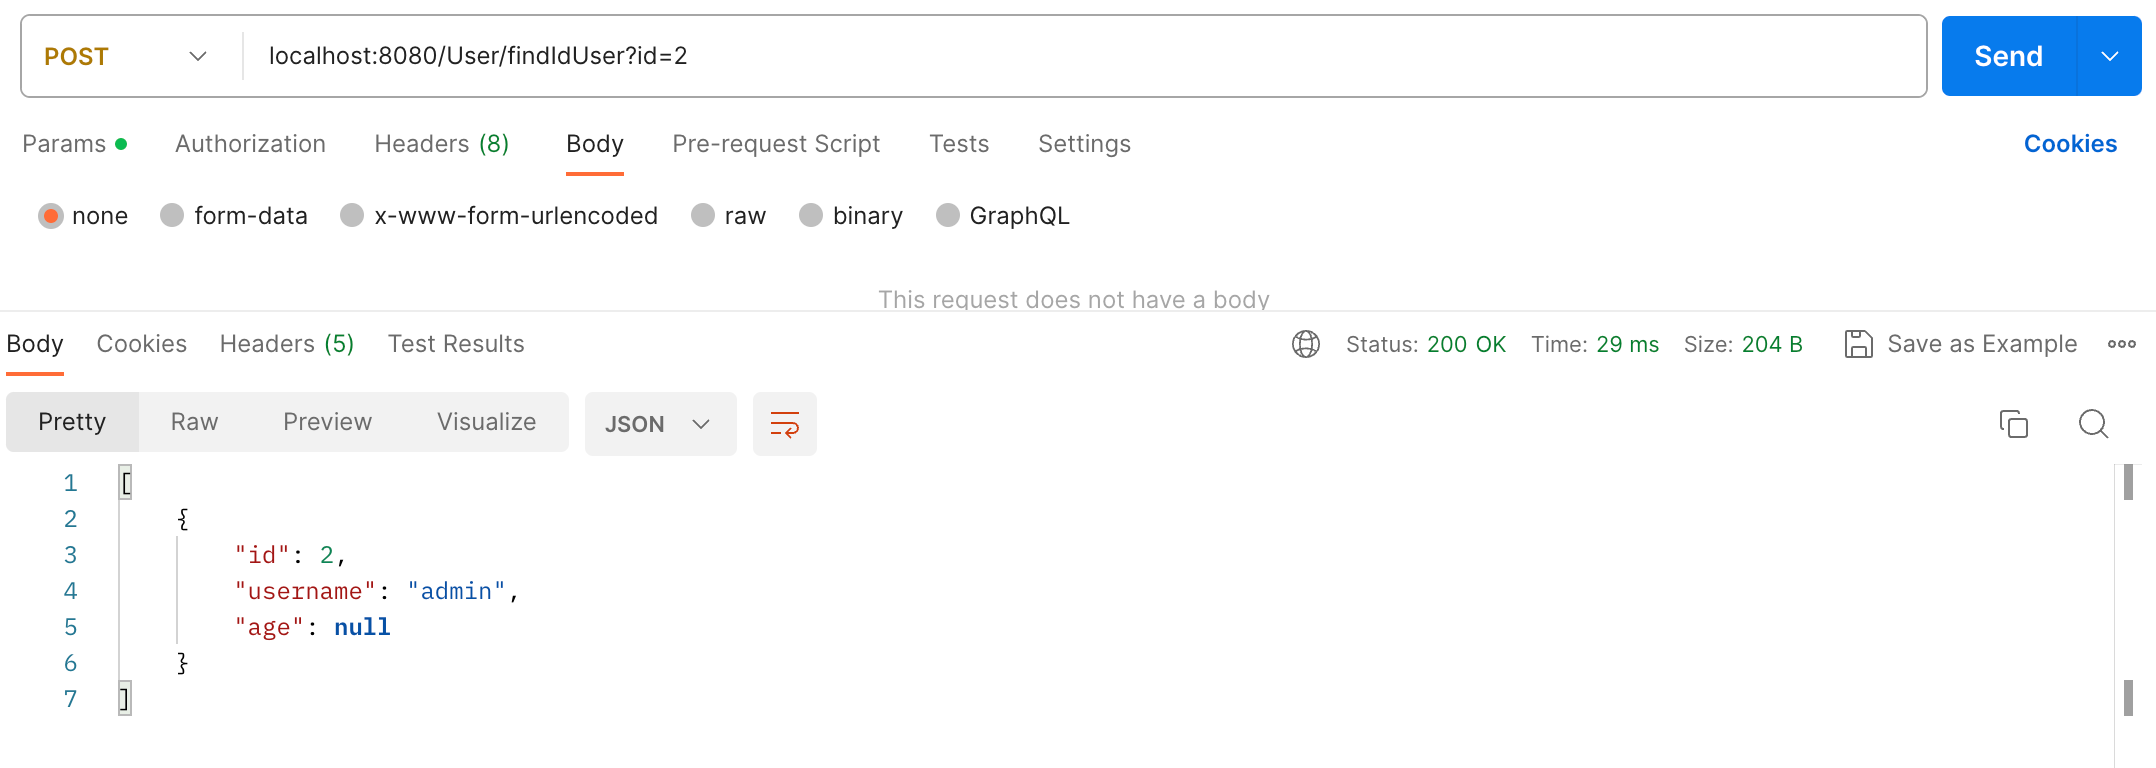 POST localhost:8080/User/findIdUser?id=2 Send
Params Authorization Headers (8) Body Pre-request Script Tests Settings Cookies
none form-data x-www-form-urlencoded raw binary GraphQL
This request does not have a body
Body Cookies Headers (5) Test Results Status: 200 OK Time: 29 ms Size: 204 B Save as Example
Pretty Raw Preview Visualize JSON
1 [
2 {
3 "id": 2,
4 "username": "admin",
5 "age": null
6 }
7 ]